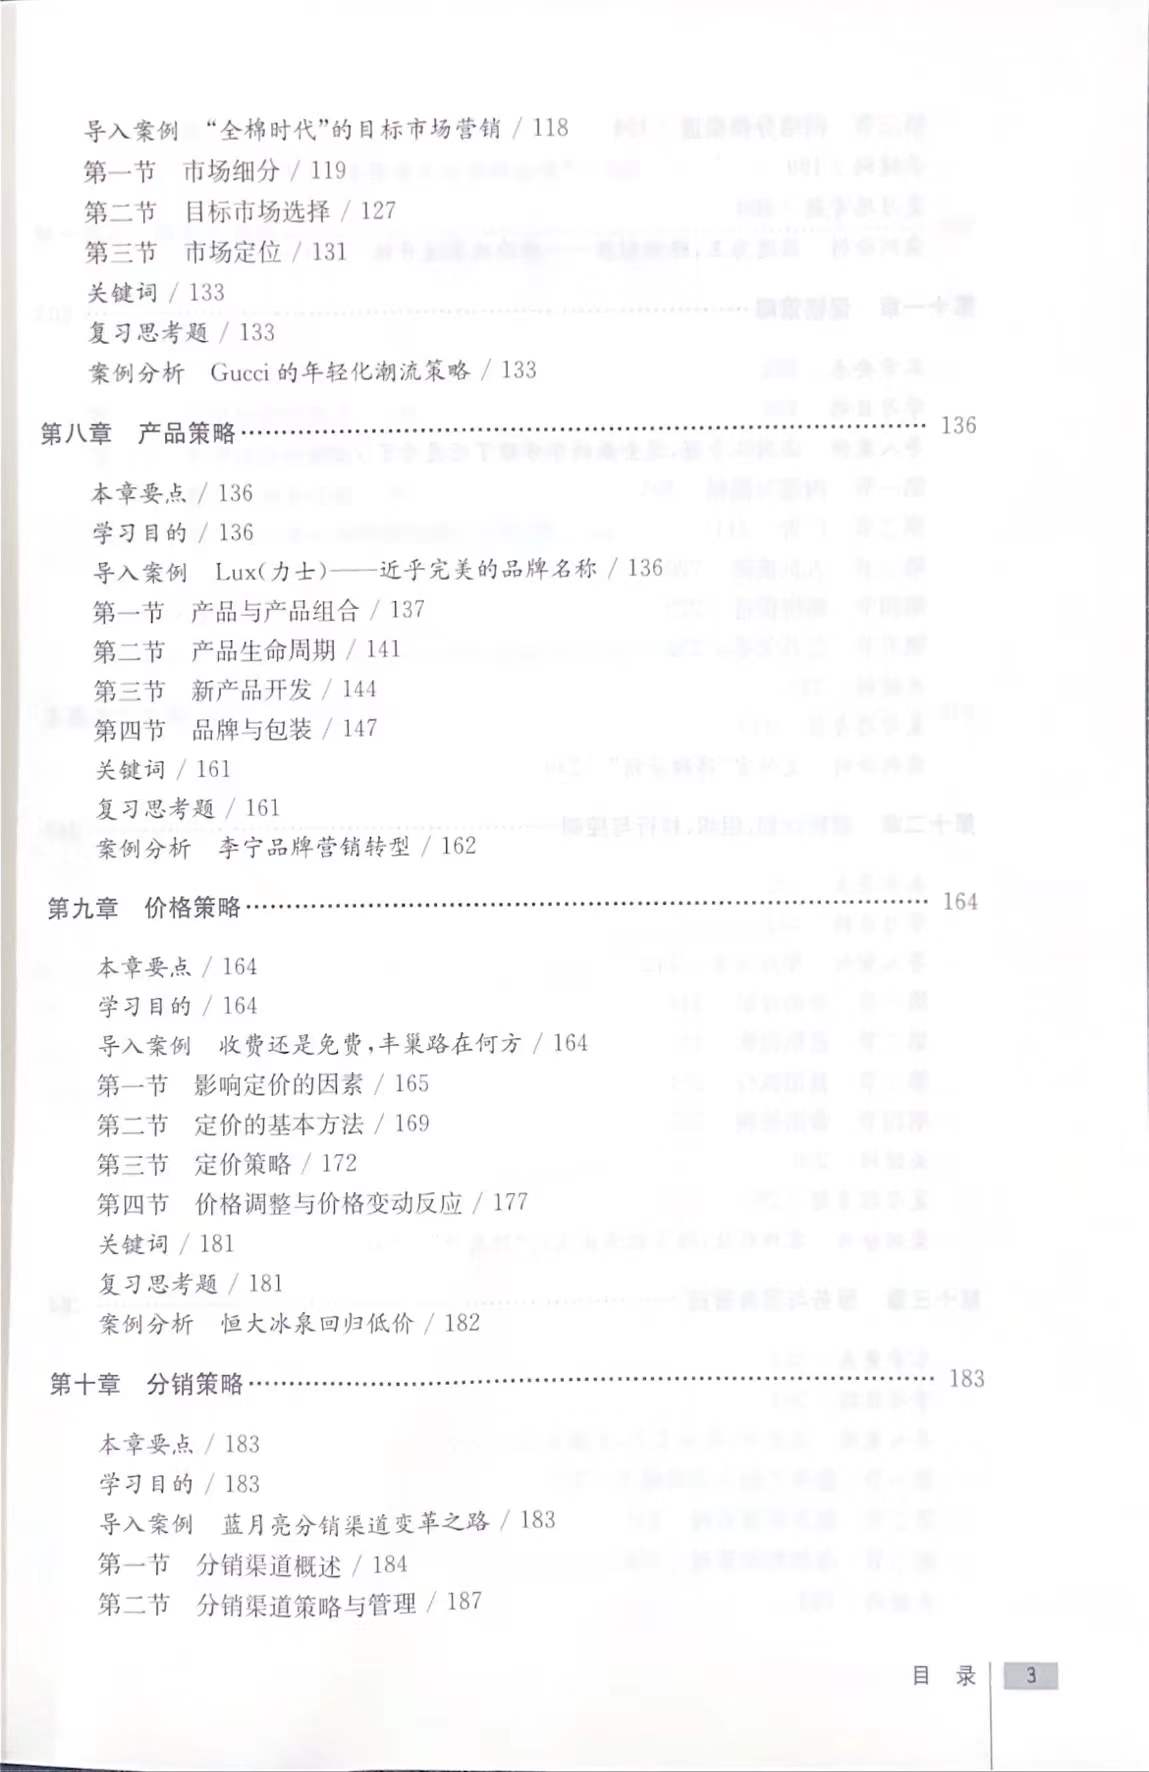 导入案例 “全棉时代”的目标市场营销 / 118
第一节 市场细分 / 119
第二节 目标市场选择 / 127
第三节 市场定位 / 131
关键词 / 133
复习思考题 / 133
案例分析 Gucci 的年轻化潮流策略 / 133
第八章 产品策略…… 136
本章要点 / 136
学习目的 / 136
导入案例 Lux(力士)——近乎完美的品牌名称 / 136
第一节 产品与产品组合 / 137
第二节 产品生命周期 / 141
第三节 新产品开发 / 144
第四节 品牌与包装 / 147
关键词 / 161
复习思考题 / 161
案例分析 李宁品牌营销转型 / 162
第九章 价格策略…… 164
本章要点 / 164
学习目的 / 164
导入案例 收费还是免费,丰巢路在何方 / 164
第一节 影响定价的因素 / 165
第二节 定价的基本方法 / 169
第三节 定价策略 / 172
第四节 价格调整与价格变动反应 / 177
关键词 / 181
复习思考题 / 181
案例分析 恒大冰泉回归低价 / 182
第十章 分销策略…… 183
本章要点 / 183
学习目的 / 183
导入案例 蓝月亮分销渠道变革之路 / 183
第一节 分销渠道概述 / 184
第二节 分销渠道策略与管理 / 187
目 录 3